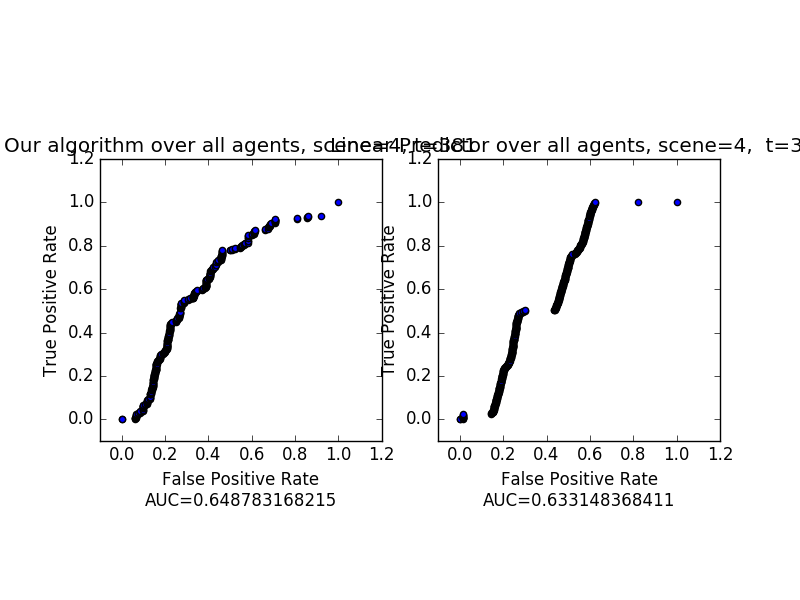 Our algorithm over all agents, scene=4, t=381
Linear Predictor over all agents, scene=4, t=3
1.2
1.0
0.8
0.6
0.4
0.2
0.0
True Positive Rate
0.0 0.2 0.4 0.6 0.8 1.0 1.2
False Positive Rate
AUC=0.648783168215
1.2
1.0
0.8
0.6
0.4
0.2
0.0
True Positive Rate
0.0 0.2 0.4 0.6 0.8 1.0 1.2
False Positive Rate
AUC=0.633148368411